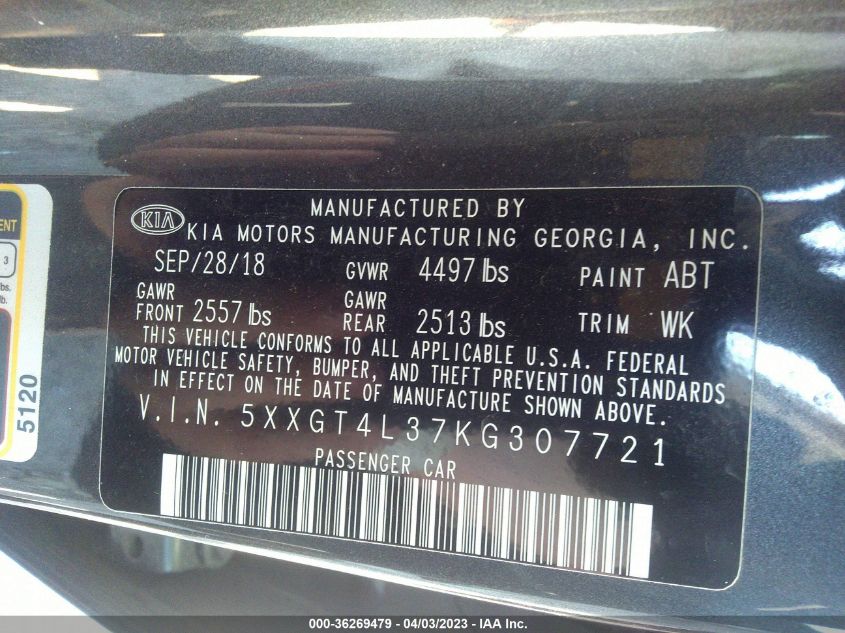 MANUFACTURED BY
KIA
KIA MOTORS MANUFACTURING GEORGIA, INC.
SEP/28/18 GVWR 4497 lbs PAINT ABT
GAWR FRONT 2557 lbs GAWR REAR 2513 lbs TRIM WK
THIS VEHICLE CONFORMS TO ALL APPLICABLE U.S.A. FEDERAL
MOTOR VEHICLE SAFETY, BUMPER, AND THEFT PREVENTION STANDARDS
IN EFFECT ON THE DATE OF MANUFACTURE SHOWN ABOVE.
V.I.N. 5XXGT4L37KG307721
PASSENGER CAR
3
5120
000-36269479 - 04/03/2023 - IAAI.com